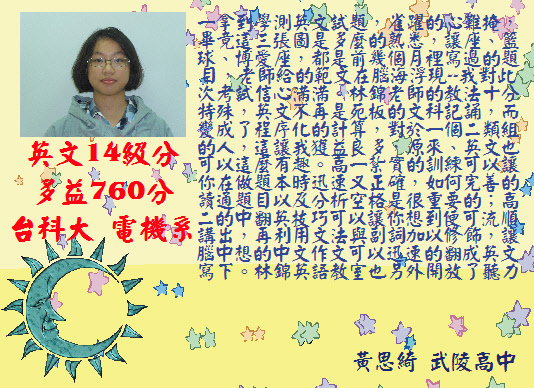 一拿到學測英文試題，雀躍的心難掩，
畢竟這三張圖是多麼的熟悉，讓座、籃
球、博愛座，都是前幾個月裡寫過的題
目，老師給的範文在腦海浮現--我對此
次考試信心滿滿。林錦老師的教法十分
特殊，英文不再是死板的文科記誦，而
變成了程序化的計算，對於一個二類組
的人，這讓我獲益良多。原來、英文也
可以這麼有趣。高一紮實的訓練可以讓
你在做題本時迅速又正確，如何完善的
讀通題目以及分析空格是很重要的；高
二的中翻英技巧可以讓你想到便可流順
講出，再利用文法與副詞加以修飾，讓
腦中想的中文作文可以迅速的翻成英文
寫下。林錦英語教室也另外開放了聽力
英文14級分
多益760分
台科大 電機系
黃思綺 武陵高中